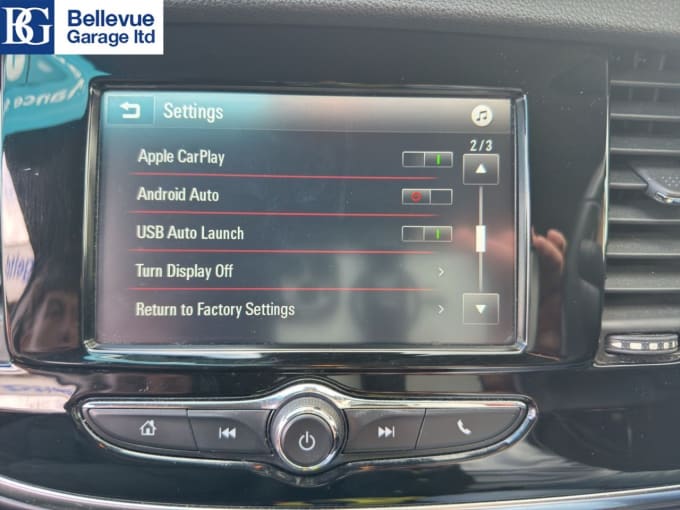 BG
Bellevue
Garage ltd
Settings
2/3
Apple CarPlay
Android Auto
USB Auto Launch
Turn Display Off
Return to Factory Settings